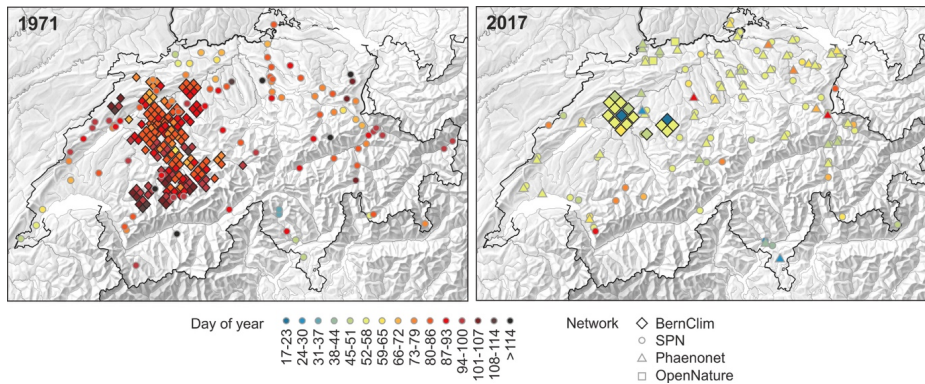 1971
2017
Day of year
17-23
24-30
31-37
38-44
45-51
52-58
59-65
66-72
73-79
80-86
87-93
94-100
101-107
108-114
>114
Network
BernClim
SPN
Phaenonet
OpenNature